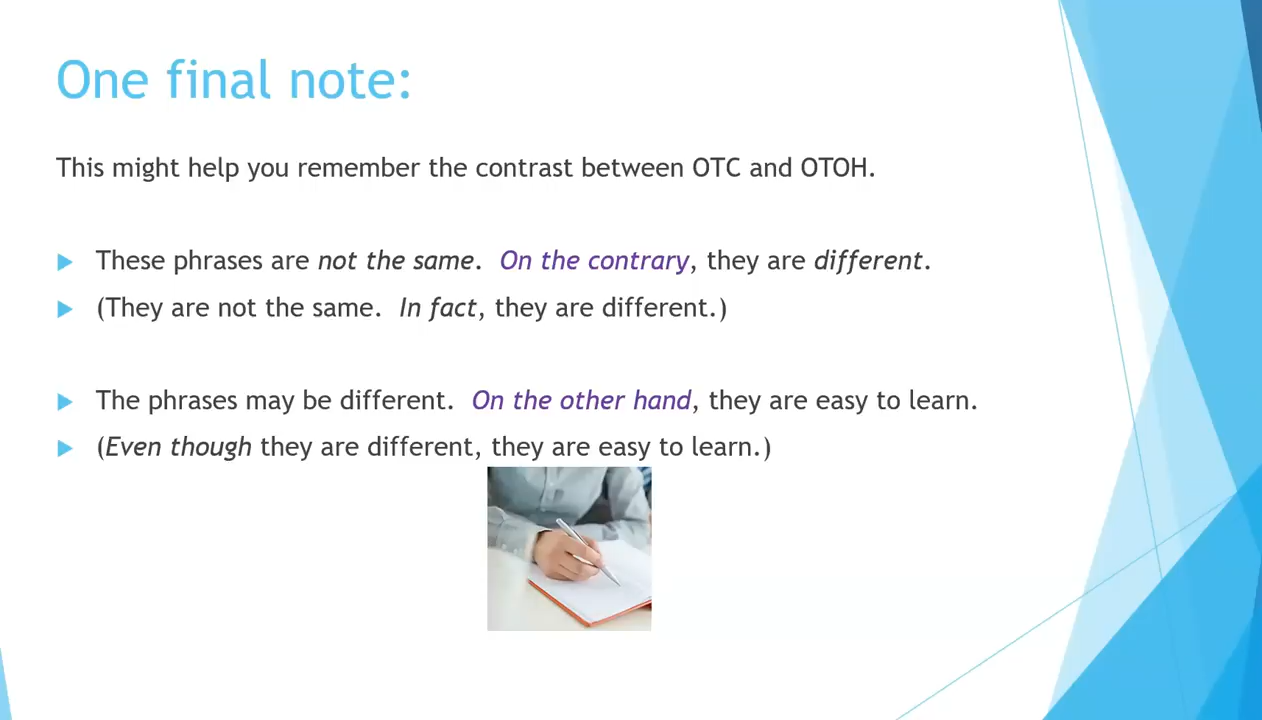 One final note:
This might help you remember the contrast between OTC and OTOH.
These phrases are not the same.  On the contrary, they are different.
(They are not the same.  In fact, they are different.)
The phrases may be different.  On the other hand, they are easy to learn.
(Even though they are different, they are easy to learn.)